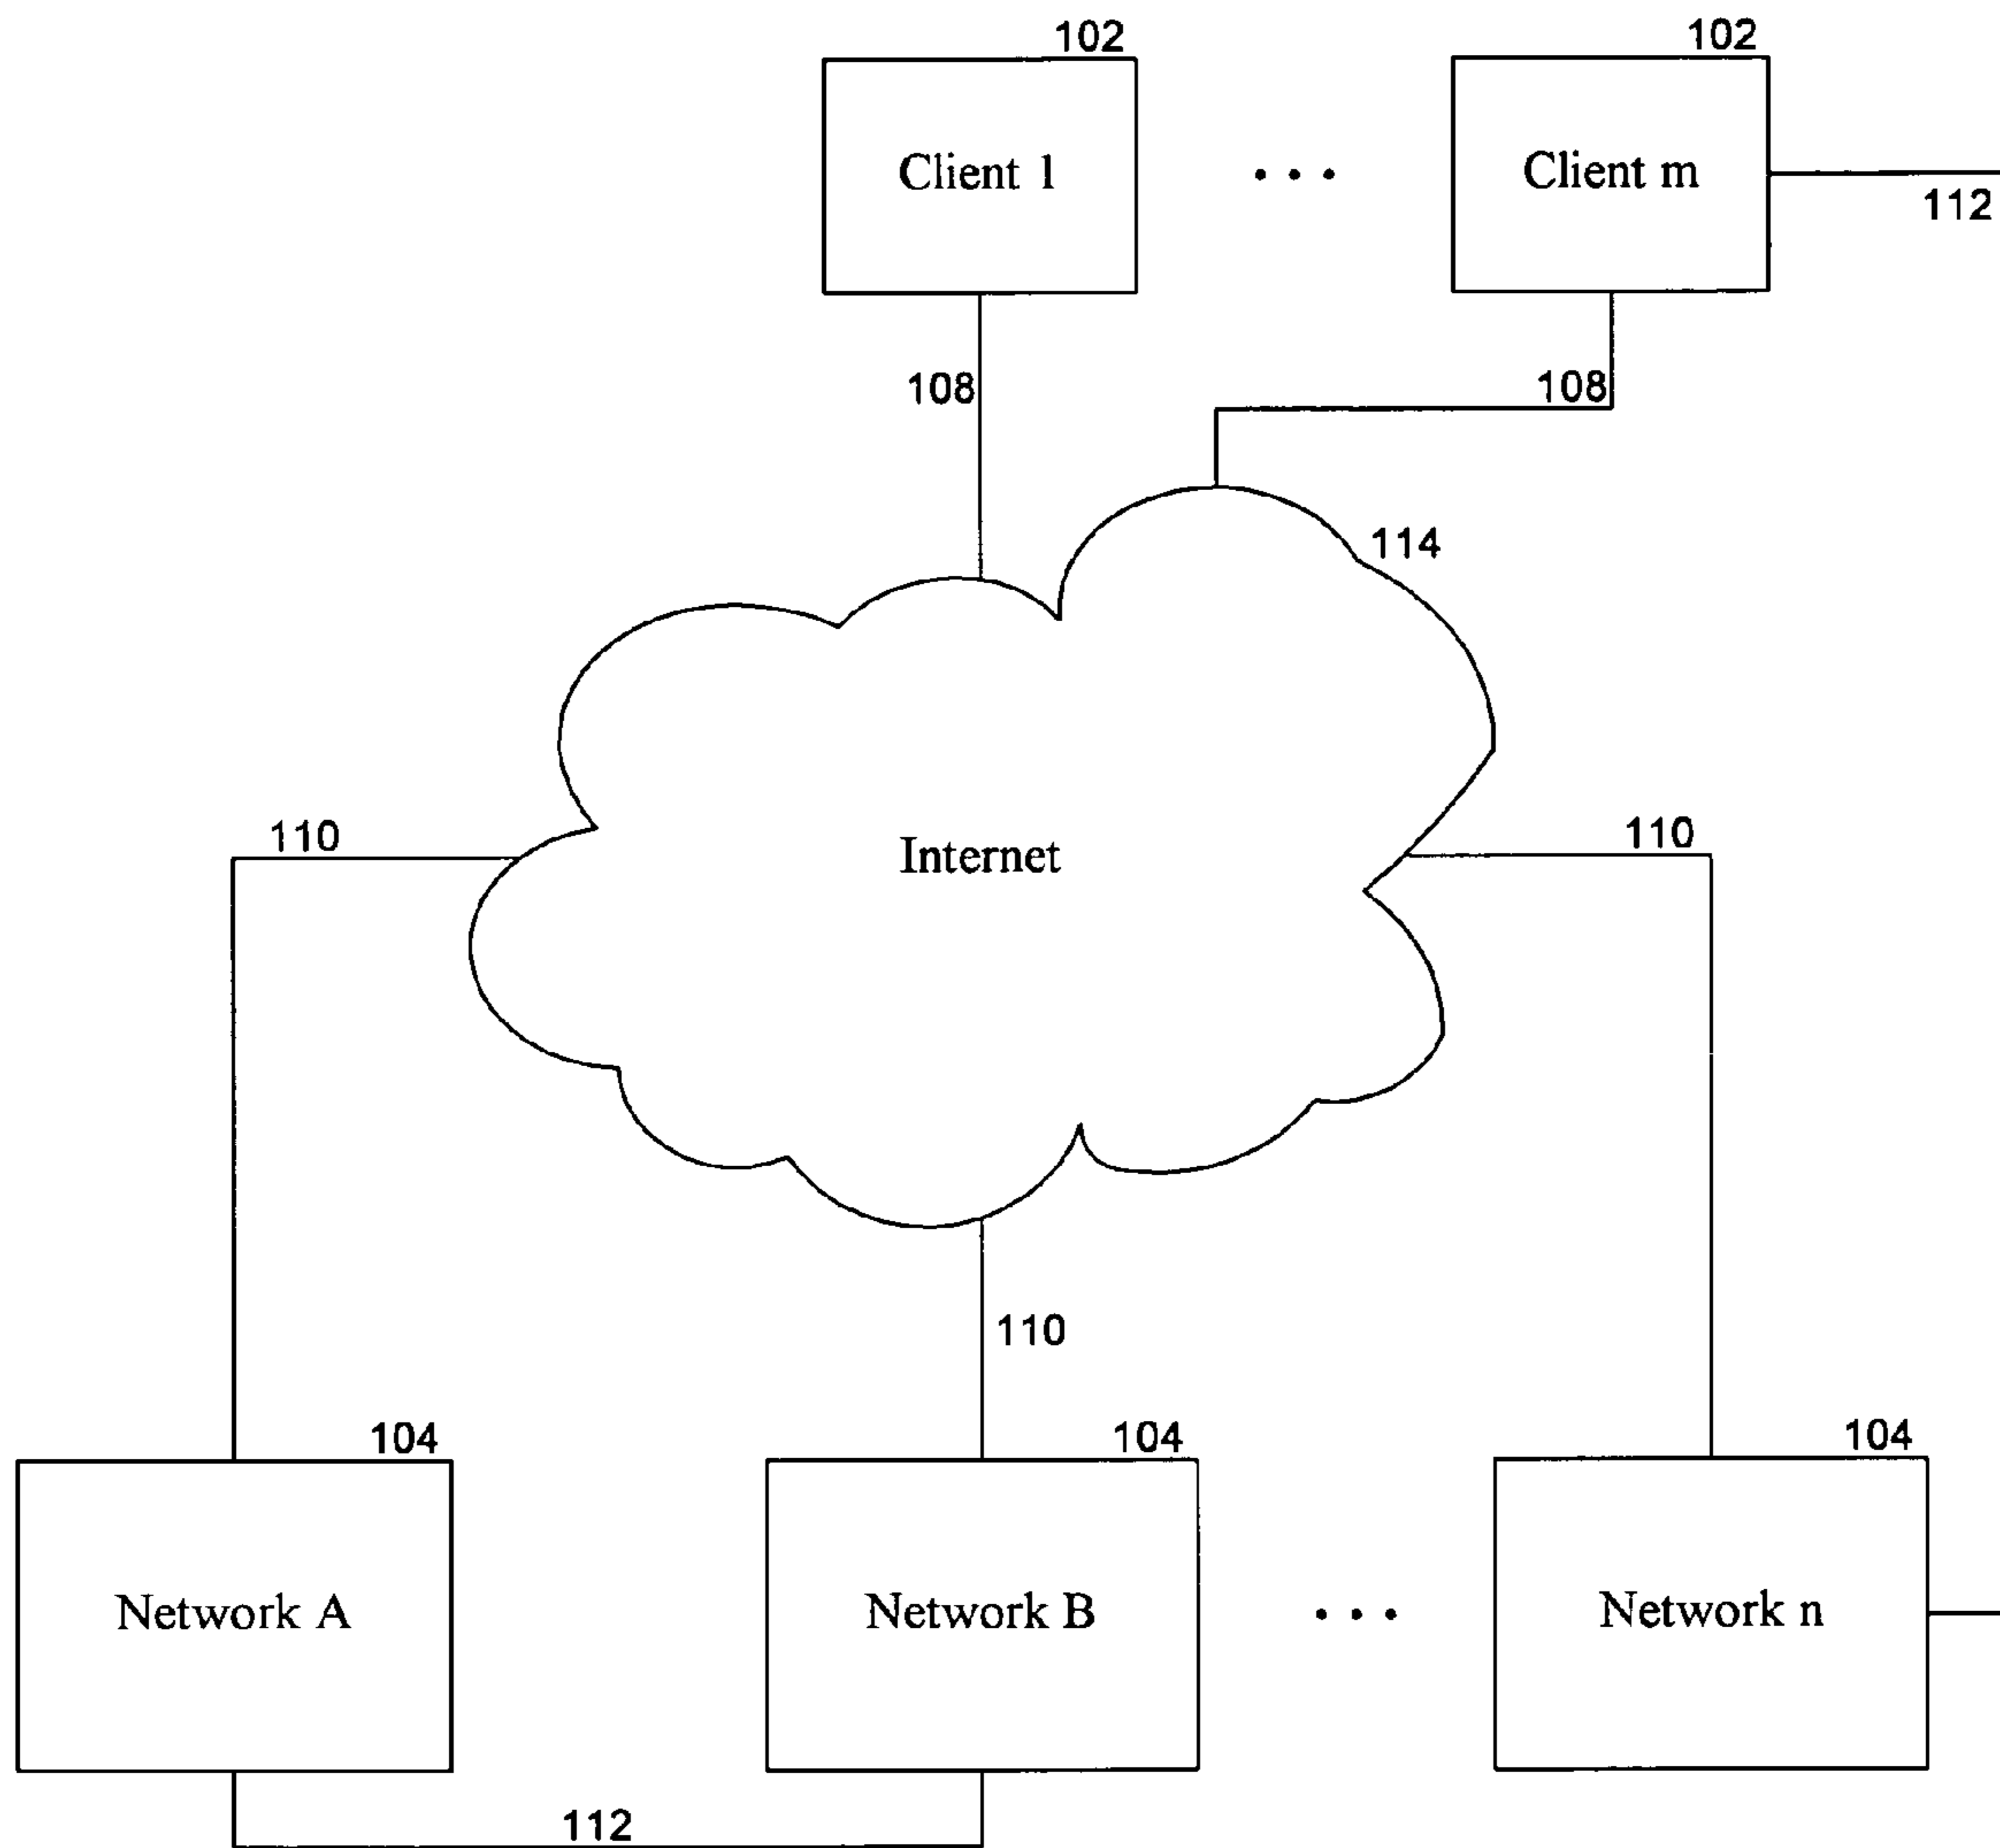 102
102
Client 1
• • •
Client m
112
108
108
114
110
Internet
110
110
104
104
104
Network A
Network B
• • •
Network n
112